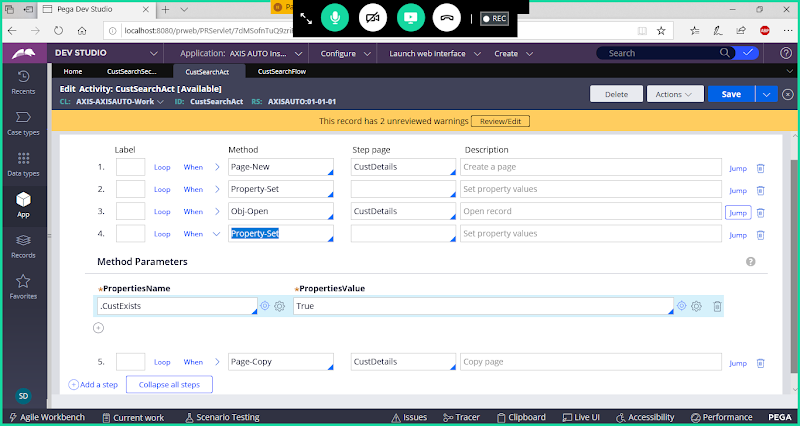 Pega Dev Studio
Pa
REC
localhost:8080/prweb/PRServlet/7dMSofnTuQ9zri
ABP
DEV STUDIO
Application: AXIS AUTO Ins...
Configure
Launch web interface
Create
Search
Home
CustSearchSec...
CustSearchAct
CustSearchFlow
Edit Activity: CustSearchAct [Available]
CL: AXIS-AXISAUTO-Work ID: CustSearchAct RS: AXISAUTO:01-01-01
Delete
Actions
Save
This record has 2 unreviewed warnings Review/Edit
Recents
Case types
Data types
App
Records
Favorites
SD
Label Method Step page Description
1. Loop When Page-New CustDetails Create a page Jump
2. Loop When Property-Set Set property values Jump
3. Loop When Obj-Open CustDetails Open record Jump
4. Loop When Property-Set Set property values Jump
Method Parameters
*PropertiesName *PropertiesValue
.CustExists True
5. Loop When Page-Copy CustDetails Copy page Jump
Add a step Collapse all steps
Agile Workbench Current work Scenario Testing Issues Tracer Clipboard Live UI Accessibility Performance PEGA